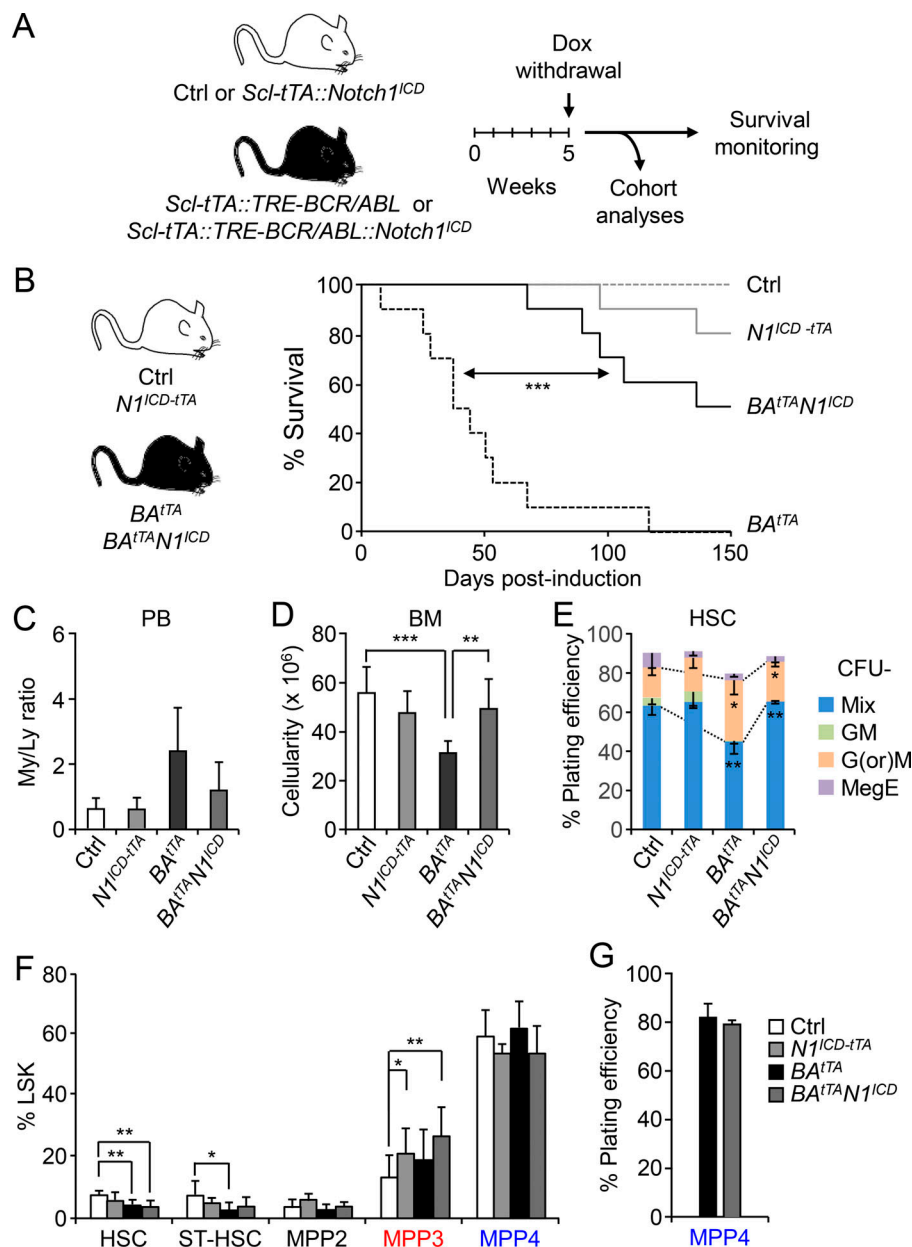 A
Ctrl or Scl-tTA::Notch1ICD
Scl-tTA::TRE-BCR/ABL or
Scl-tTA::TRE-BCR/ABL::Notch1ICD
Dox
withdrawal
0 5
Weeks
Survival
monitoring
Cohort
analyses
B
Ctrl
N1ICD-tTA
BAtTA
BAtTAN1ICD
% Survival
100
80
60
40
20
0
0 50 100 150
Days post-induction
***
Ctrl
N1ICD -tTA
BAtTAN1ICD
BAtTA
C
PB
My/Ly ratio
6
4
2
0
Ctrl
N1ICD-tTA
BAtTA
BAtTAN1ICD
D
BM
Cellularity (x 106)
80
60
40
20
0
*** **
Ctrl
N1ICD-tTA
BAtTA
BAtTAN1ICD
E
HSC
% Plating efficiency
100
80
60
40
20
0
* *
** **
Ctrl
N1ICD-tTA
BAtTA
BAtTAN1ICD
CFU-
Mix
GM
G(or)M
MegE
F
% LSK
80
60
40
20
0
**
**
*
**
*
HSC ST-HSC MPP2 MPP3 MPP4
G
% Plating efficiency
100
80
60
40
20
0
MPP4
Ctrl
N1ICD-tTA
BAtTA
BAtTAN1ICD